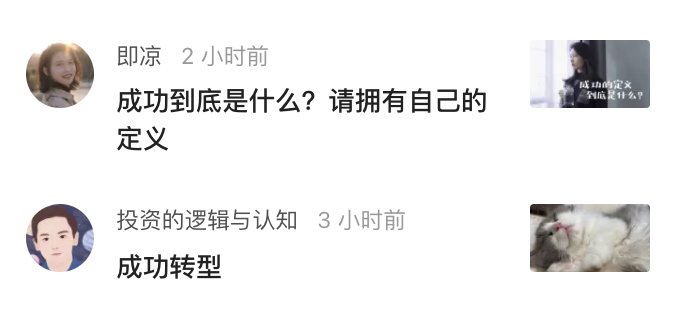 即凉 2 小时前
成功到底是什么？请拥有自己的
定义
成功的定义
到底是什么？
投资的逻辑与认知 3 小时前
成功转型